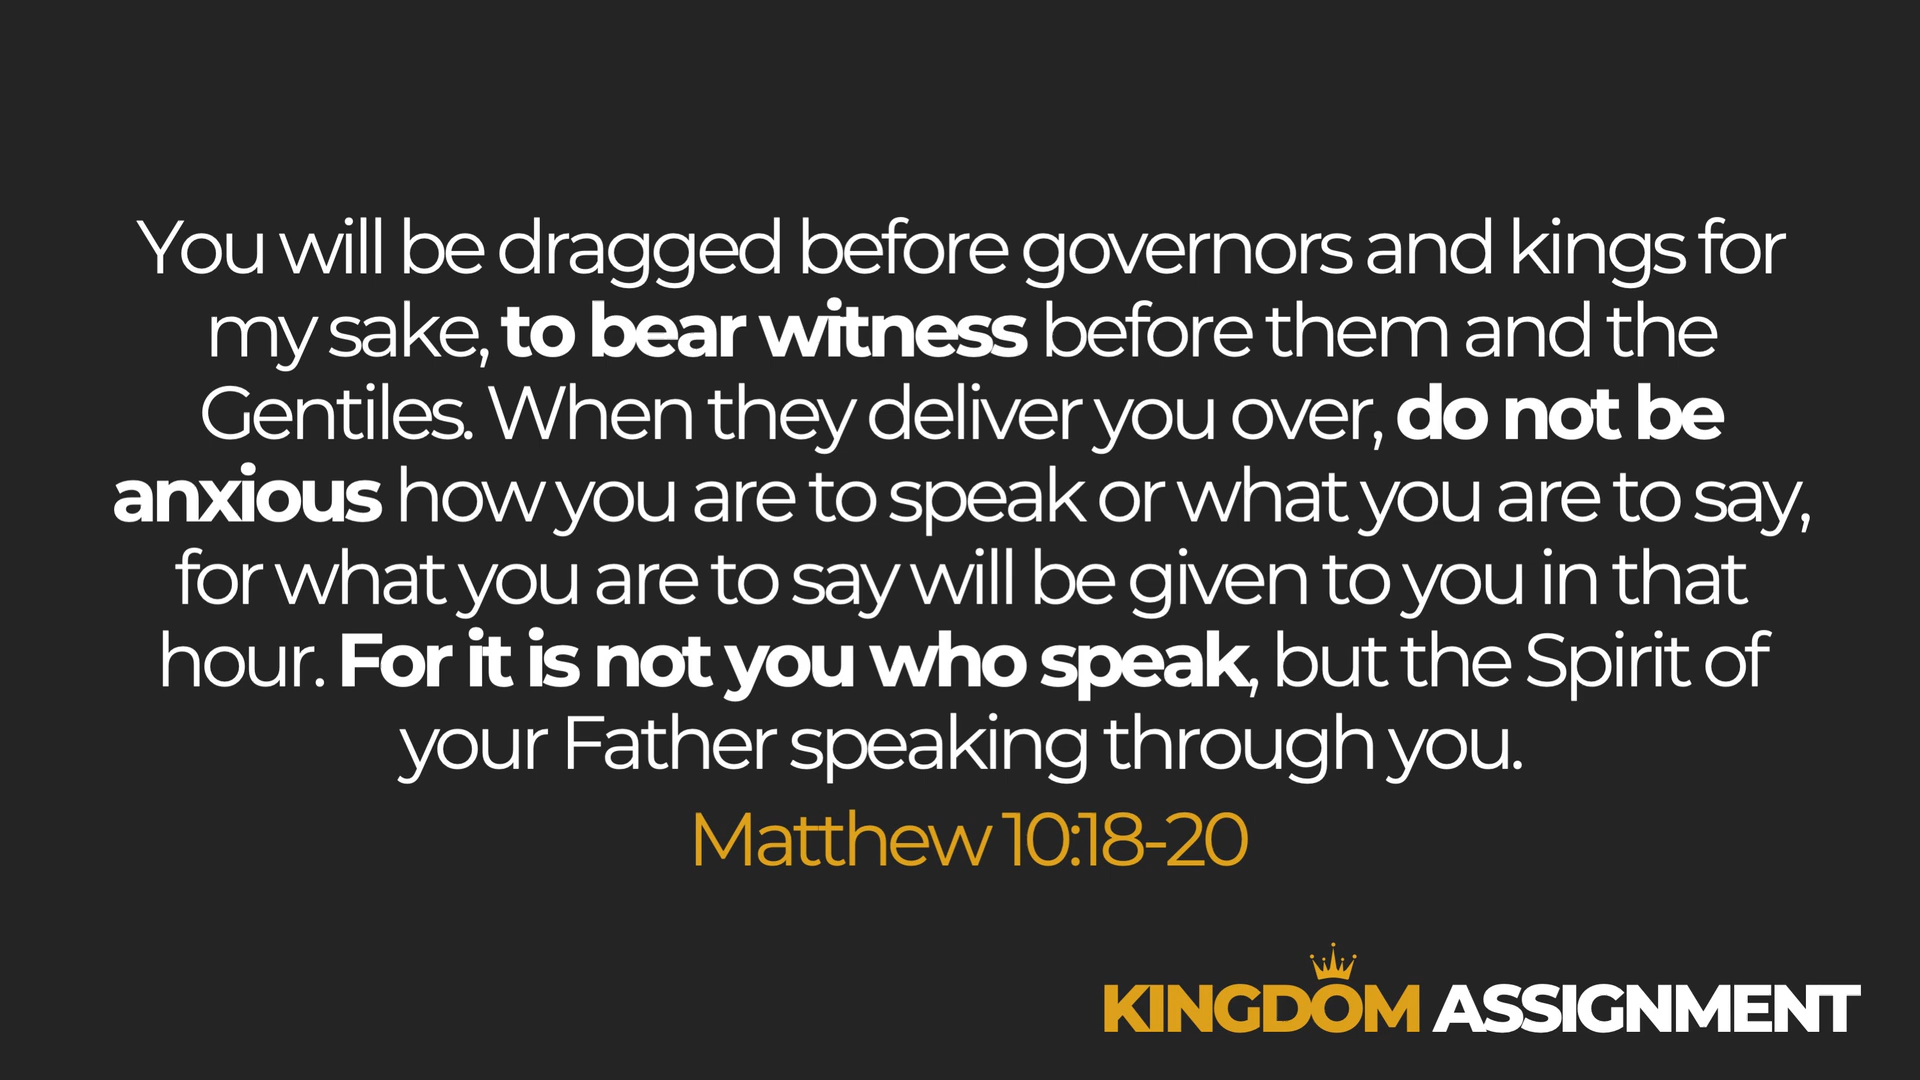 You will be dragged before governors and kings for
my sake, to bear witness before them and the
Gentiles. When they deliver you over, do not be
anxious how you are to speak or what you are to say,
for what you are to say will be given to you in that
hour. For it is not you who speak, but the Spirit of
your Father speaking through you.
Matthew 10:18-20
KINGDOM ASSIGNMENT